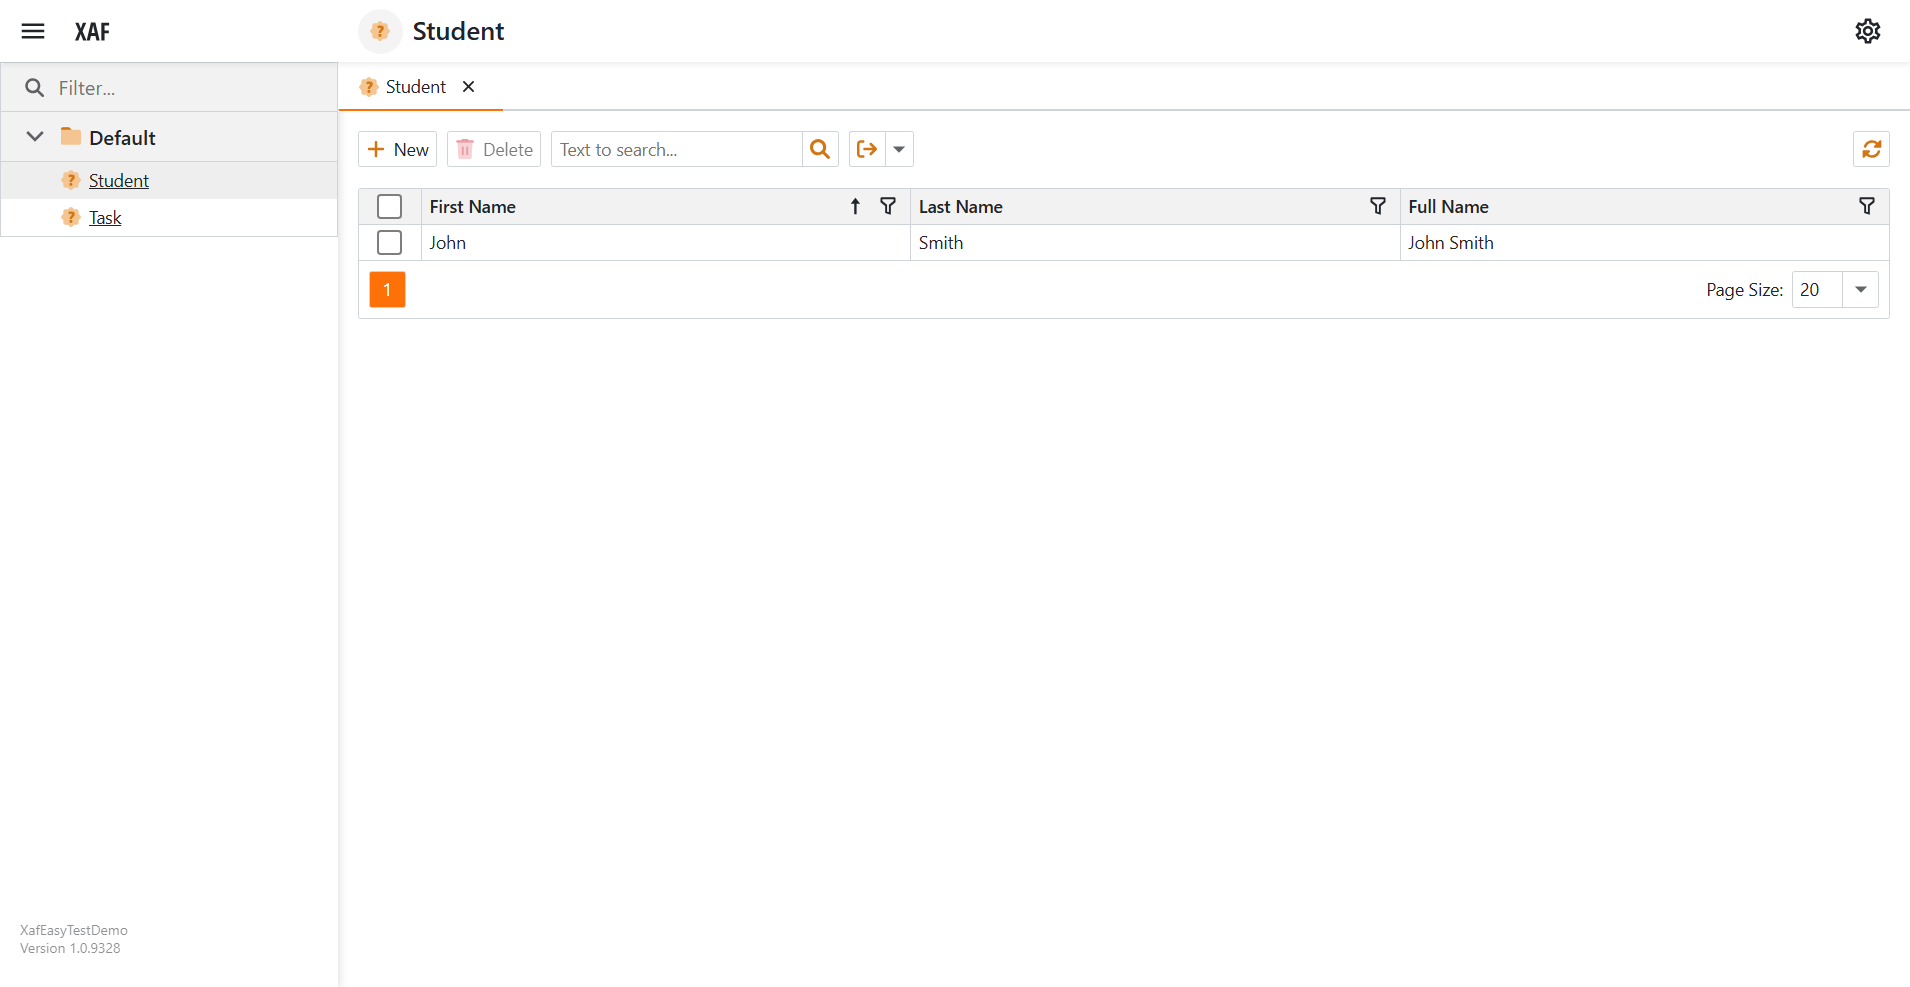 XAF
Student
Filter...
Student
Default
Student
Task
New
Delete
Text to search...
First Name
Last Name
Full Name
John
Smith
John Smith
1
Page Size:
20
XafEasyTestDemo
Version 1.0.9328